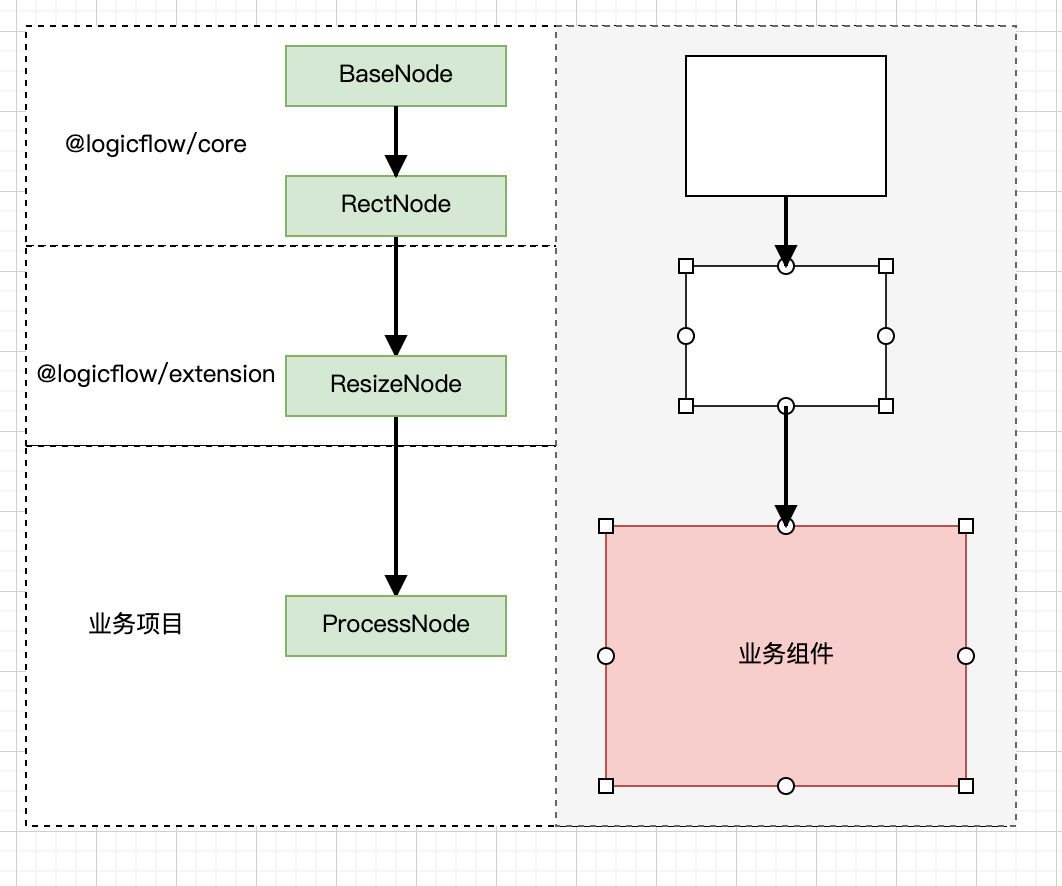 BaseNode
@logicflow/core
RectNode
@logicflow/extension
ResizeNode
业务项目
ProcessNode
业务组件